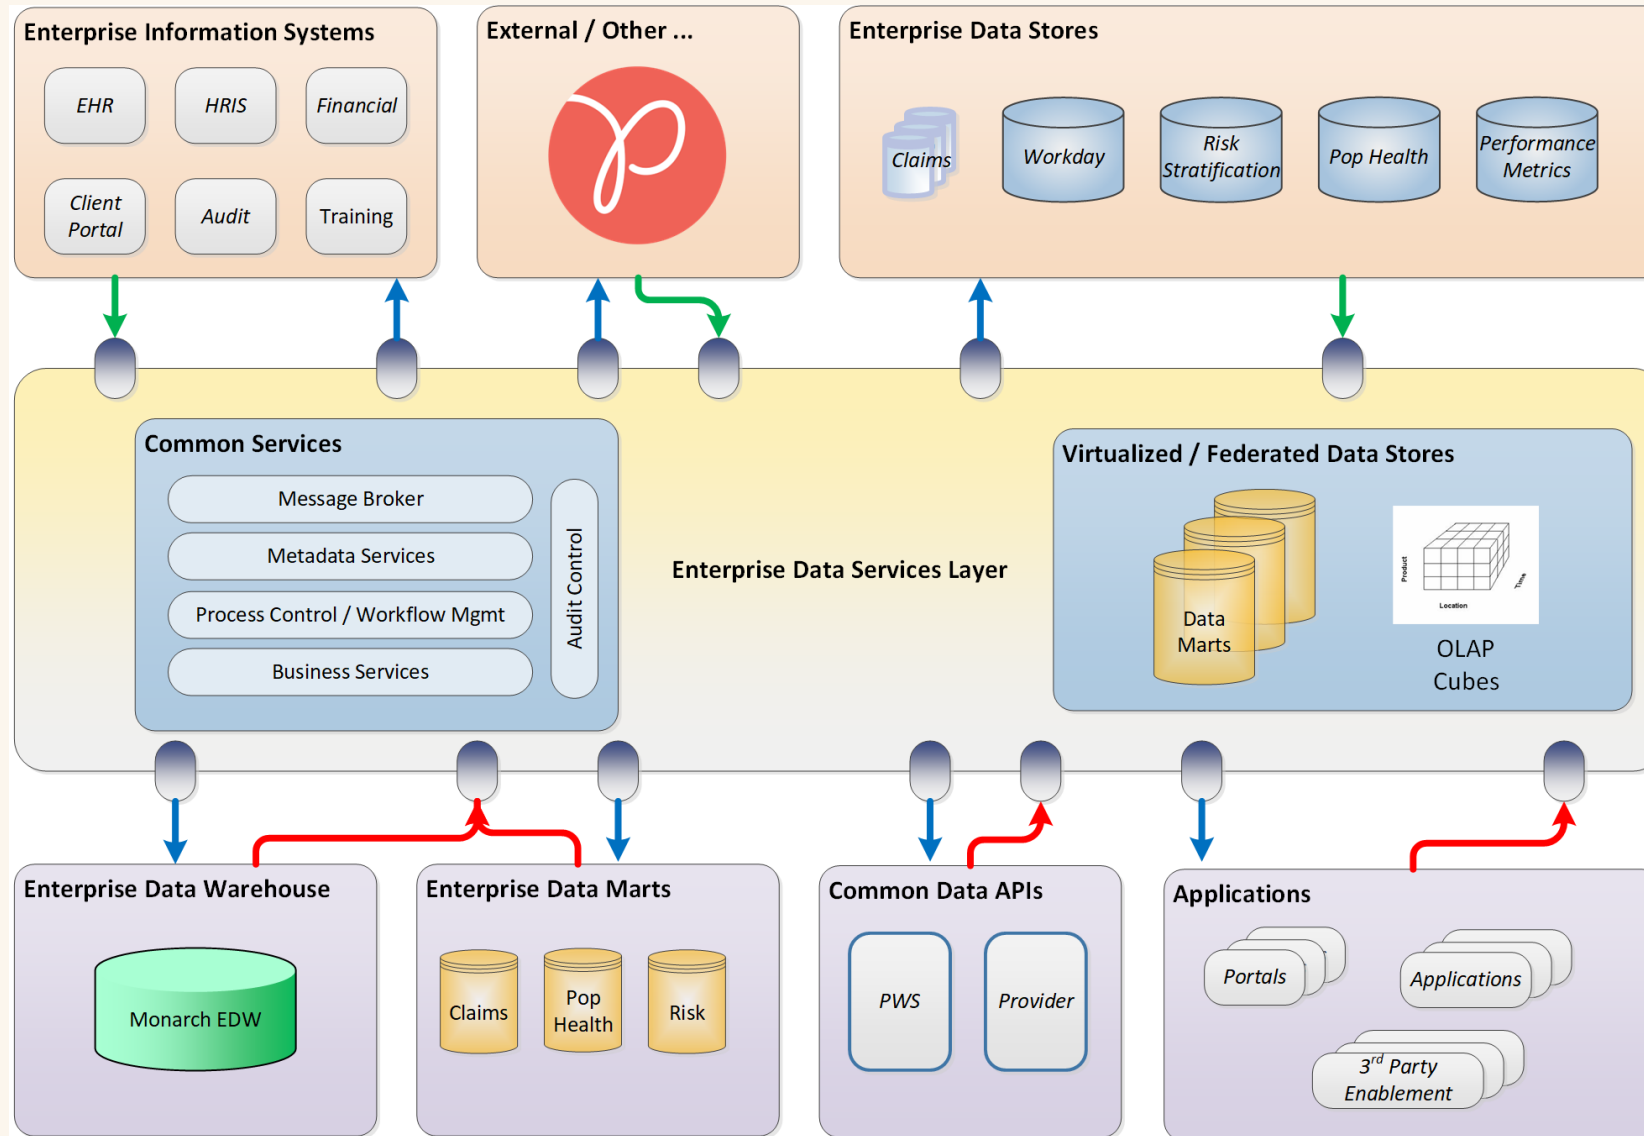 Enterprise Information Systems
EHR
HRIS
Financial
Client
Portal
Audit
Training
External / Other ...
Enterprise Data Stores
Claims
Workday
Risk
Stratification
Pop Health
Performance
Metrics
Common Services
Message Broker
Metadata Services
Process Control / Workflow Mgmt
Business Services
Audit Control
Enterprise Data Services Layer
Virtualized / Federated Data Stores
Data
Marts
Product
Location
Time
OLAP
Cubes
Enterprise Data Warehouse
Monarch EDW
Enterprise Data Marts
Claims
Pop
Health
Risk
Common Data APIs
PWS
Provider
Applications
Portals
Applications
3rd Party
Enablement